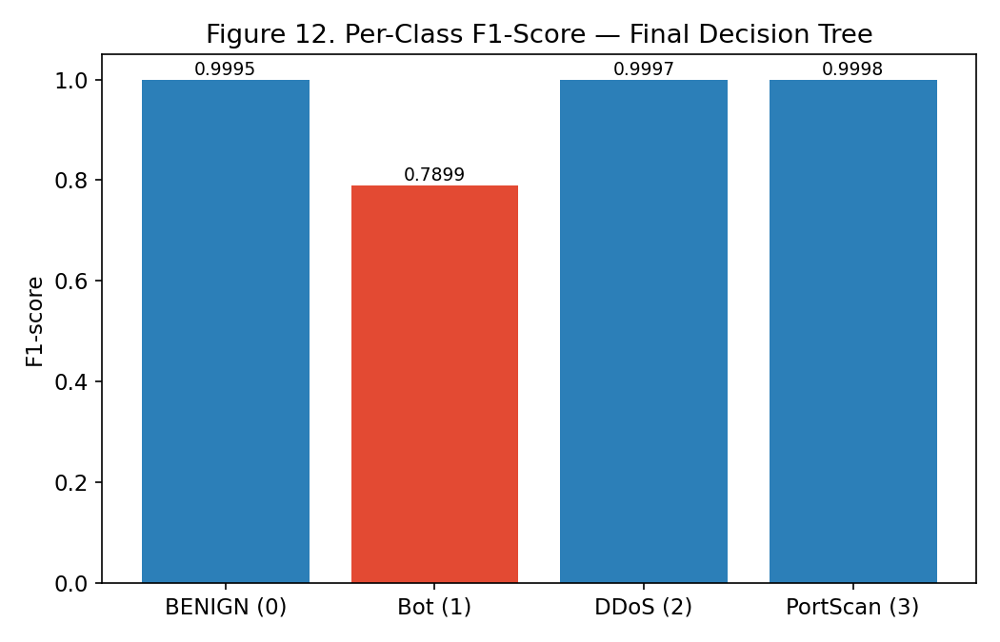 Figure 12. Per-Class F1-Score — Final Decision Tree
F1-score
1.0
0.8
0.6
0.4
0.2
0.0
0.9995
0.7899
0.9997
0.9998
BENIGN (0)
Bot (1)
DDoS (2)
PortScan (3)